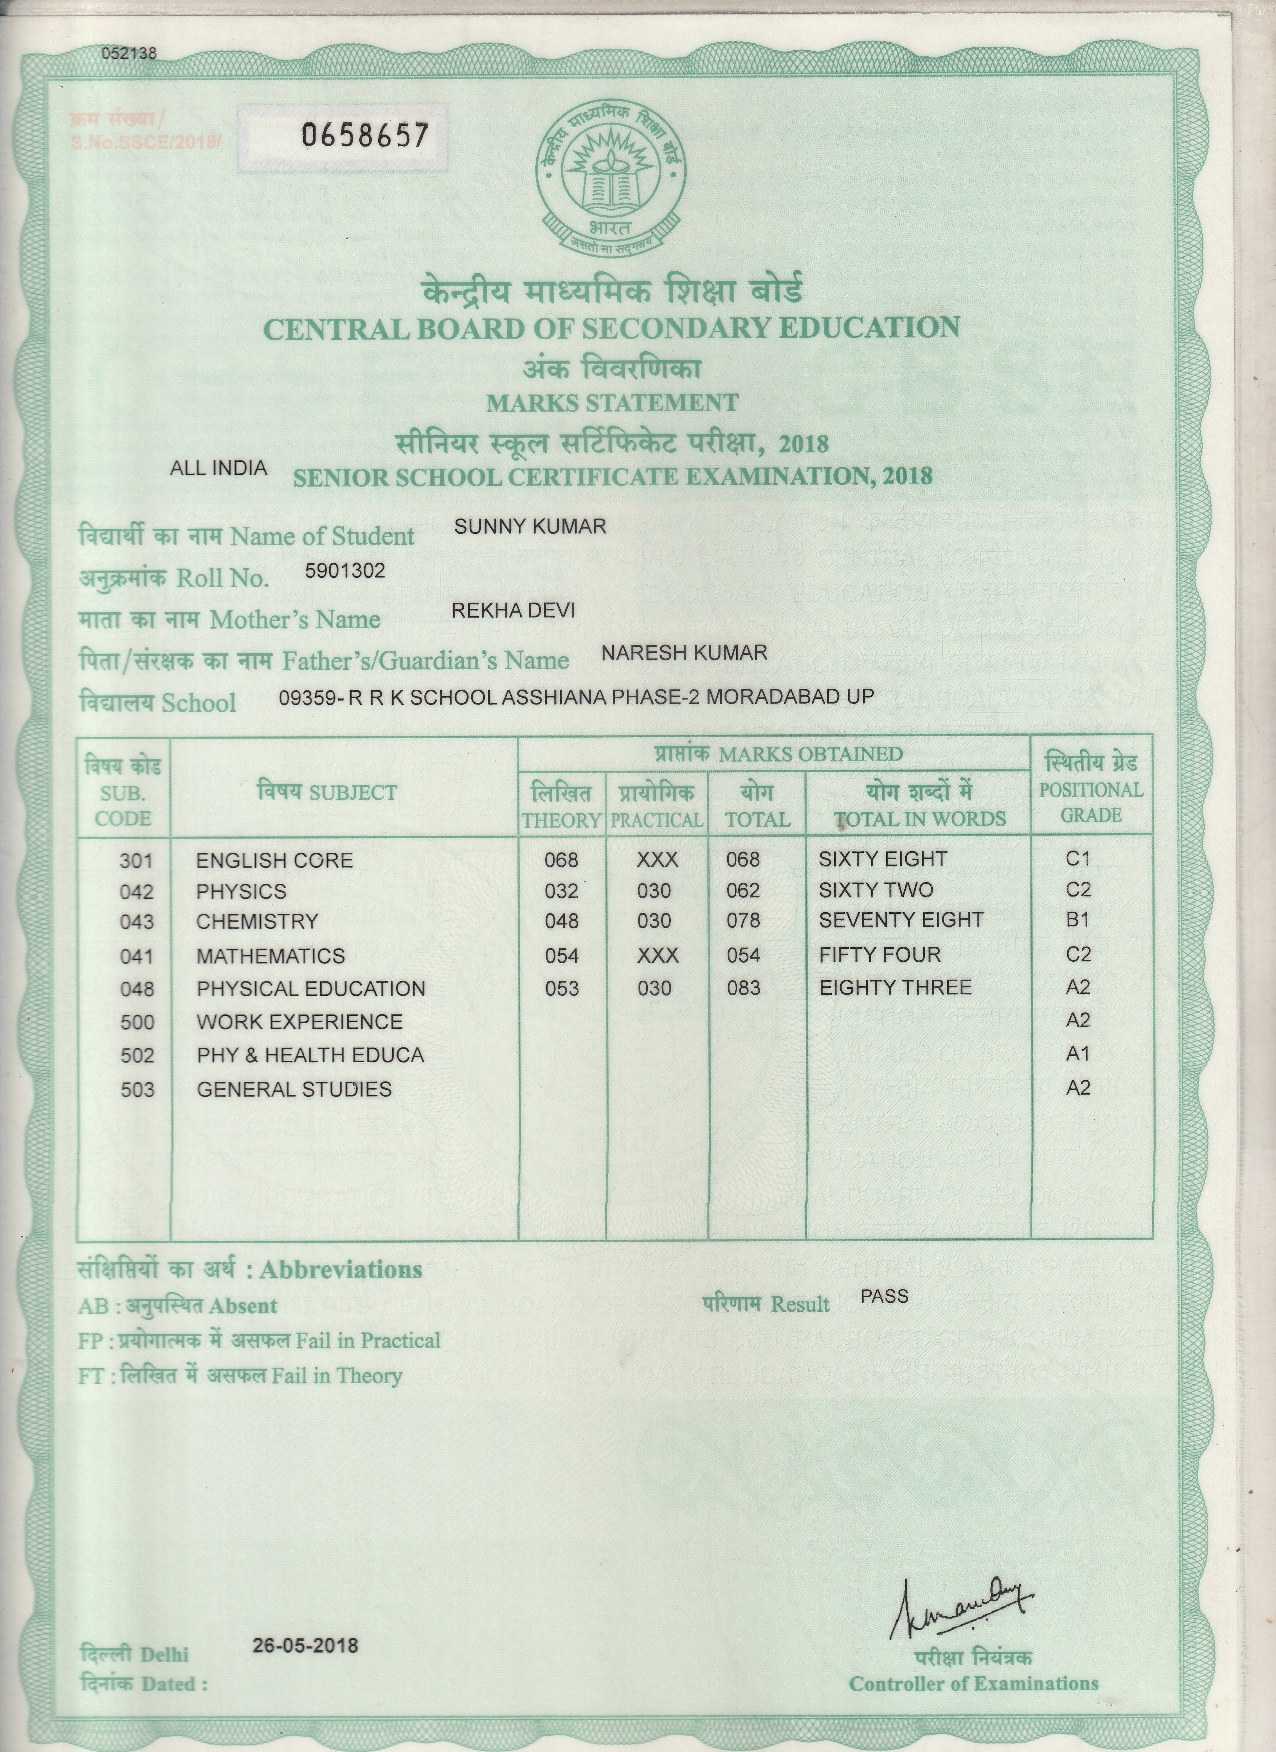 052138
क्रम संख्या/
S.No.SSCE/2018/ 0658657
केन्द्रीय माध्यमिक शिक्षा बोर्ड
भारत
असतो मा सद्गमय
केन्द्रीय माध्यमिक शिक्षा बोर्ड
CENTRAL BOARD OF SECONDARY EDUCATION
अंक विवरणिका
MARKS STATEMENT
सीनियर स्कूल सर्टिफिकेट परीक्षा, 2018
ALL INDIA SENIOR SCHOOL CERTIFICATE EXAMINATION, 2018
विद्यार्थी का नाम Name of Student SUNNY KUMAR
अनुक्रमांक Roll No. 5901302
माता का नाम Mother's Name REKHA DEVI
पिता/संरक्षक का नाम Father's/Guardian's Name NARESH KUMAR
विद्यालय School 09359- R R K SCHOOL ASSHIANA PHASE-2 MORADABAD UP
विषय कोड SUB. CODE विषय SUBJECT प्राप्तांक MARKS OBTAINED स्थितीय ग्रेड POSITIONAL GRADE
लिखित THEORY प्रायोगिक PRACTICAL योग TOTAL योग शब्दों में TOTAL IN WORDS
301 ENGLISH CORE 068 XXX 068 SIXTY EIGHT C1
042 PHYSICS 032 030 062 SIXTY TWO C2
043 CHEMISTRY 048 030 078 SEVENTY EIGHT B1
041 MATHEMATICS 054 XXX 054 FIFTY FOUR C2
048 PHYSICAL EDUCATION 053 030 083 EIGHTY THREE A2
500 WORK EXPERIENCE A2
502 PHY & HEALTH EDUCA A1
503 GENERAL STUDIES A2
संक्षिप्तियों का अर्थ : Abbreviations
AB : अनुपस्थित Absent परिणाम Result PASS
FP : प्रयोगात्मक में असफल Fail in Practical
FT : लिखित में असफल Fail in Theory
दिल्ली Delhi 26-05-2018
दिनांक Dated :
परीक्षा नियंत्रक
Controller of Examinations